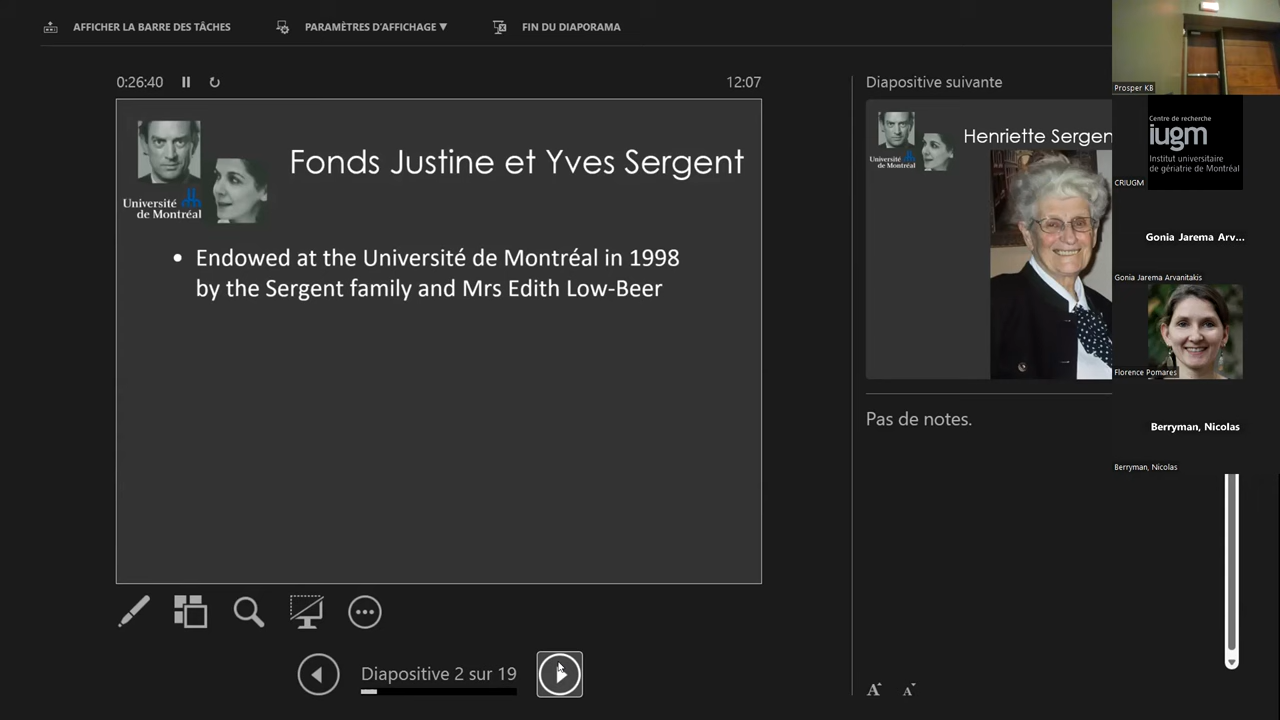 AFFICHER LA BARRE DES TÂCHES
PARAMÈTRES D'AFFICHAGE ▼
FIN DU DIAPORAMA
0:26:40
12:07
Fonds Justine et Yves Sergent
Université
de Montréal
• Endowed at the Université de Montréal in 1998
by the Sergent family and Mrs Edith Low-Beer
Diapositive 2 sur 19
Diapositive suivante
Henriette Sergen
Université
de Montréal
Pas de notes.
A A
Prosper KB
Centre de recherche
iugm
Institut universitaire
de gériatrie de Montréal
CRIUGM
Gonia Jarema Arv...
Gonia Jarema Arvanitakis
Florence Pomares
Berryman, Nicolas
Berryman, Nicolas